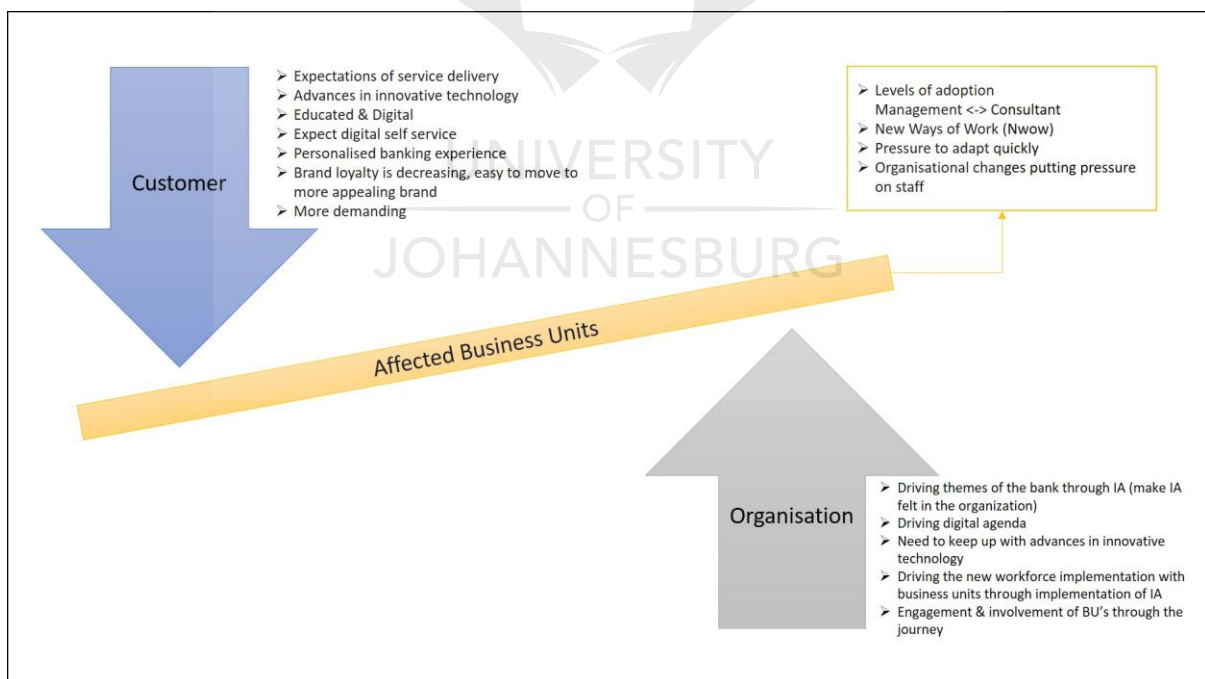 Customer
➤ Expectations of service delivery
➤ Advances in innovative technology
➤ Educated & Digital
➤ Expect digital self service
➤ Personalised banking experience
➤ Brand loyalty is decreasing, easy to move to
more appealing brand
➤ More demanding
➤ Levels of adoption
Management <-> Consultant
➤ New Ways of Work (Nwow)
➤ Pressure to adapt quickly
➤ Organisational changes putting pressure
on staff
UNIVERSITY
OF
JOHANNESBURG
Affected Business Units
Organisation
➤ Driving themes of the bank through IA (make IA
felt in the organization)
➤ Driving digital agenda
➤ Need to keep up with advances in innovative
technology
➤ Driving the new workforce implementation with
business units through implementation of IA
➤ Engagement & involvement of BU's through the
journey